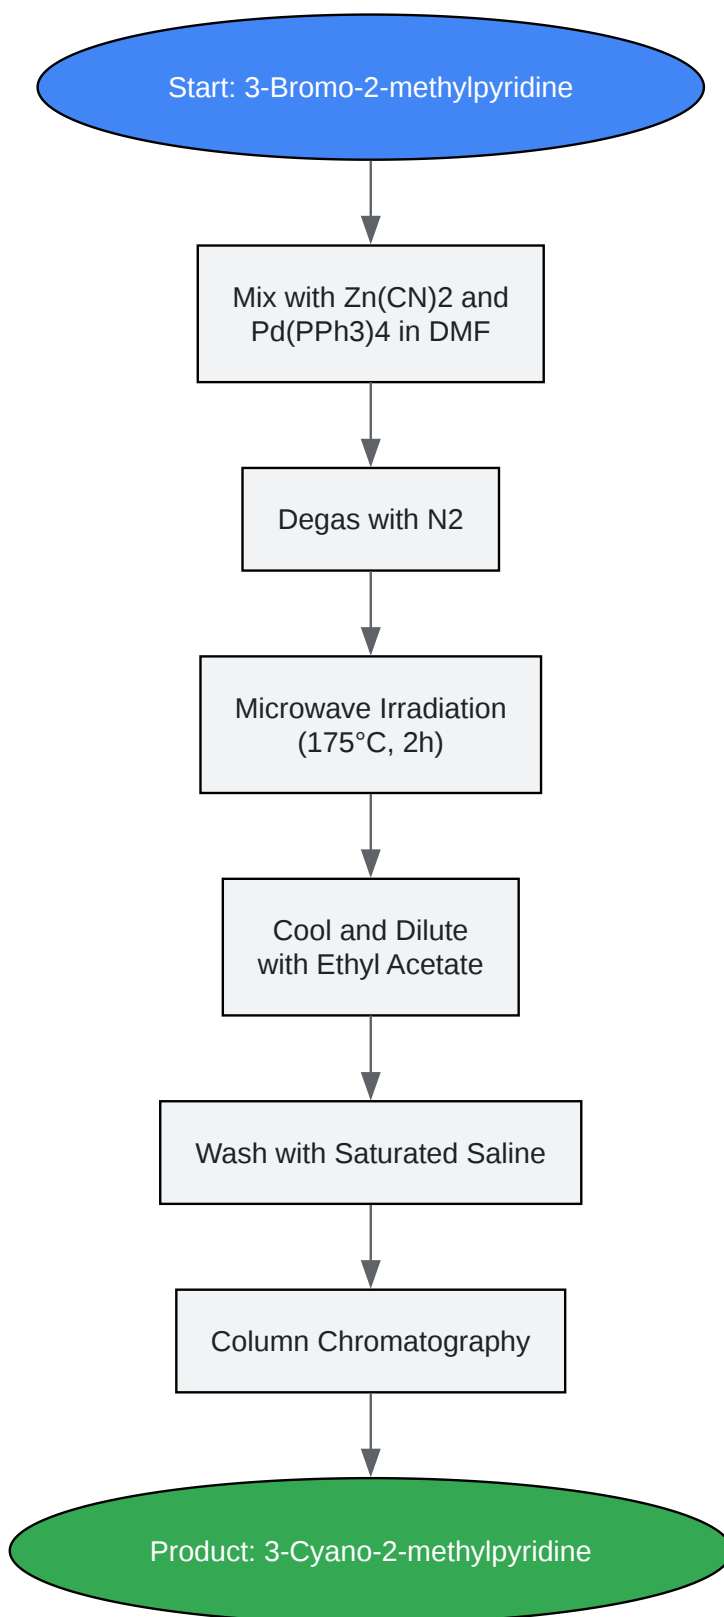 Start: 3-Bromo-2-methylpyridine
Mix with Zn(CN)2 and
Pd(PPh3)4 in DMF
Degas with N2
Microwave Irradiation
(175°C, 2h)
Cool and Dilute
with Ethyl Acetate
Wash with Saturated Saline
Column Chromatography
Product: 3-Cyano-2-methylpyridine